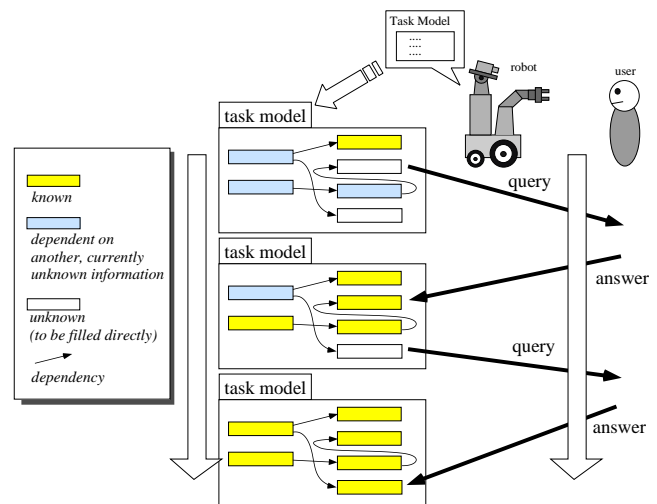 Task Model
....
....
....
robot
user
task model
query
known
dependent on
another, currently
unknown information
unknown
(to be filled directly)
dependency
task model
answer
query
task model
answer